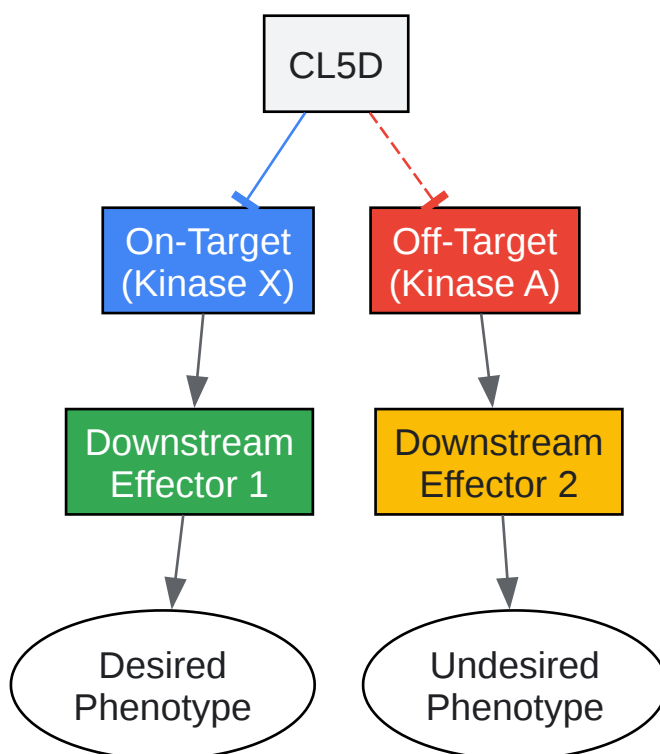 CL5D
On-Target
(Kinase X)
Off-Target
(Kinase A)
Downstream
Effector 1
Downstream
Effector 2
Desired
Phenotype
Undesired
Phenotype